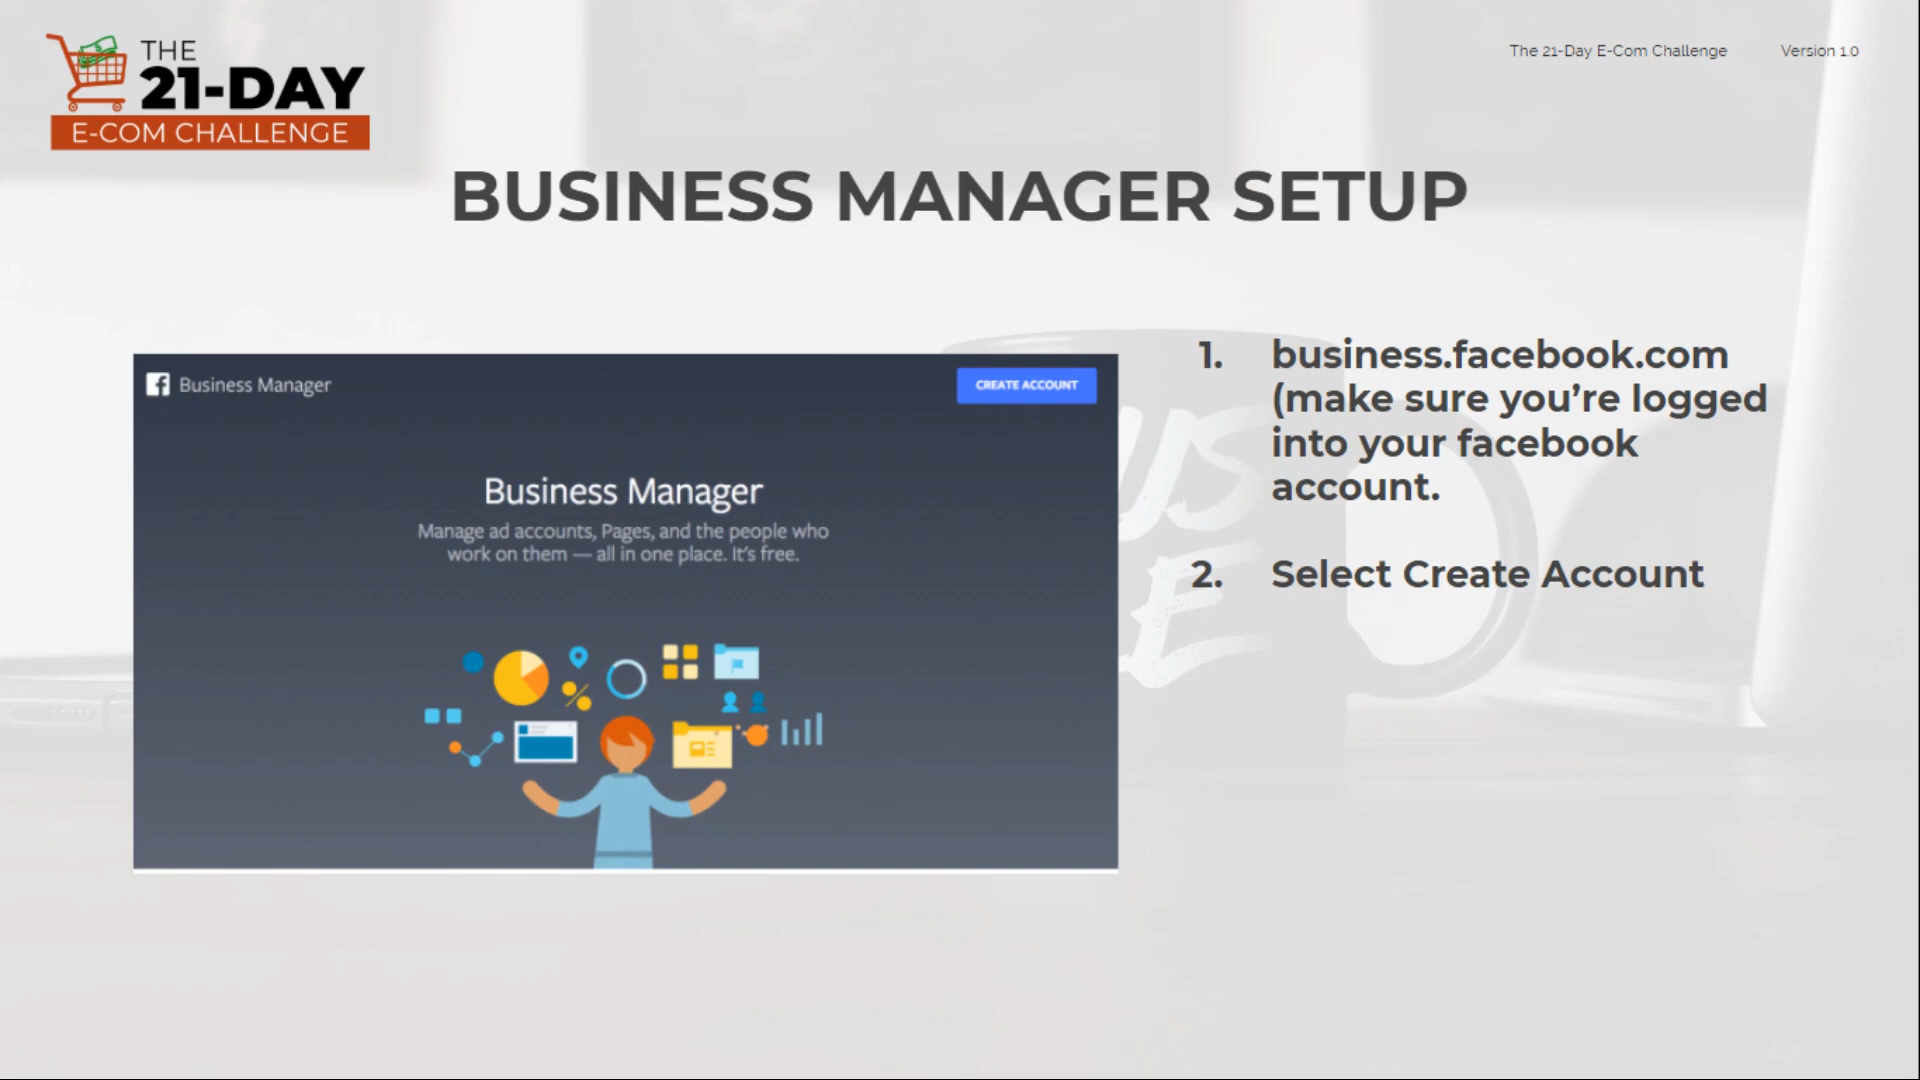 THE
21-DAY
E-COM CHALLENGE
The 21-Day E-Com Challenge
Version 1.0
BUSINESS MANAGER SETUP
Business Manager
CREATE ACCOUNT
Business Manager
Manage ad accounts, Pages, and the people who
work on them — all in one place. It's free.
1. business.facebook.com
(make sure you’re logged
into your facebook
account.
2. Select Create Account